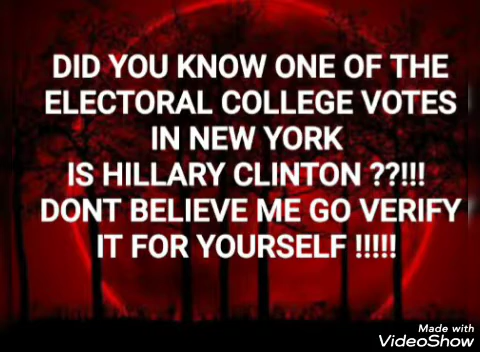 DID YOU KNOW ONE OF THE
ELECTORAL COLLEGE VOTES
IN NEW YORK
IS HILLARY CLINTON ??!!!
DONT BELIEVE ME GO VERIFY
IT FOR YOURSELF !!!!!
Made with
VideoShow